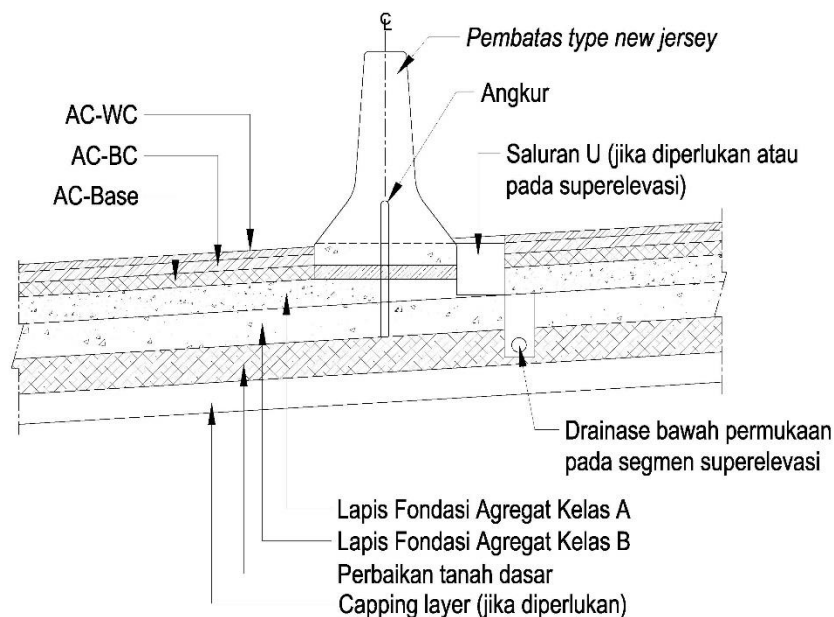 ℄
Pembatas type new jersey
Angkur
AC-WC
AC-BC
AC-Base
Saluran U (jika diperlukan atau
pada superelevasi)
Drainase bawah permukaan
pada segmen superelevasi
Lapis Fondasi Agregat Kelas A
Lapis Fondasi Agregat Kelas B
Perbaikan tanah dasar
Capping layer (jika diperlukan)